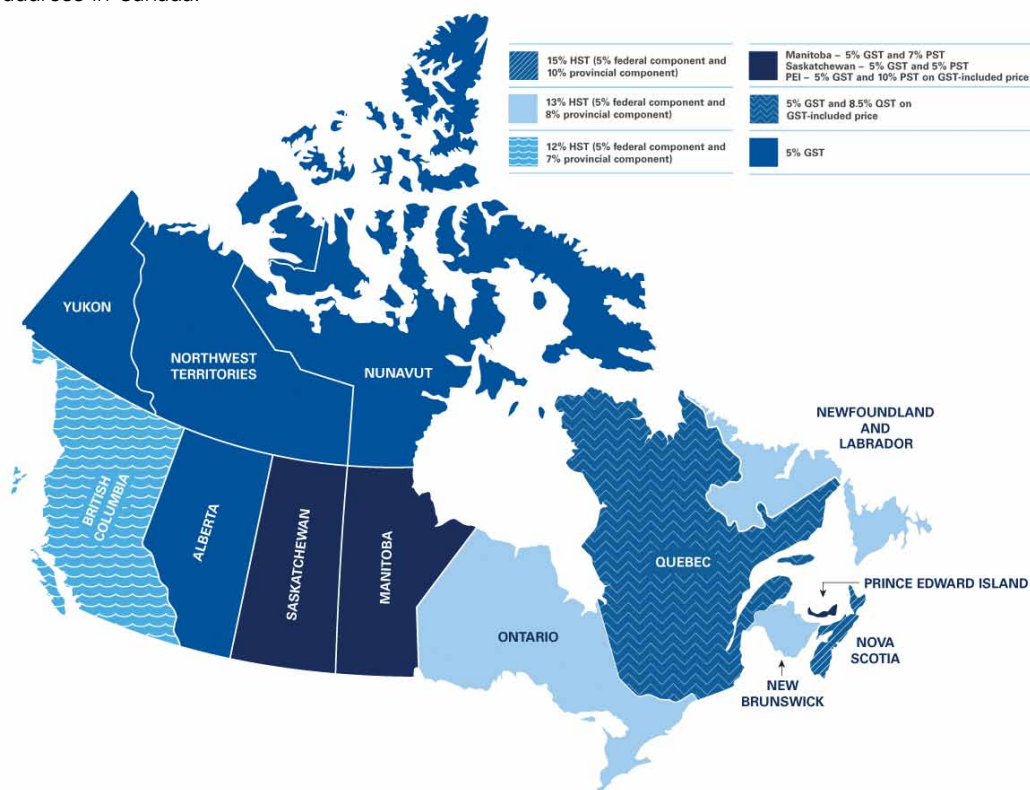 address in Canada.
15% HST (5% federal component and
10% provincial component)
13% HST (5% federal component and
8% provincial component)
12% HST (5% federal component and
7% provincial component)
Manitoba – 5% GST and 7% PST
Saskatchewan – 5% GST and 5% PST
PEI – 5% GST and 10% PST on GST-included price
5% GST and 8.5% QST on
GST-included price
5% GST
YUKON
NORTHWEST
TERRITORIES
NUNAVUT
BRITISH
COLUMBIA
ALBERTA
SASKATCHEWAN
MANITOBA
ONTARIO
QUEBEC
NEWFOUNDLAND
AND
LABRADOR
PRINCE EDWARD ISLAND
NOVA
SCOTIA
NEW
BRUNSWICK